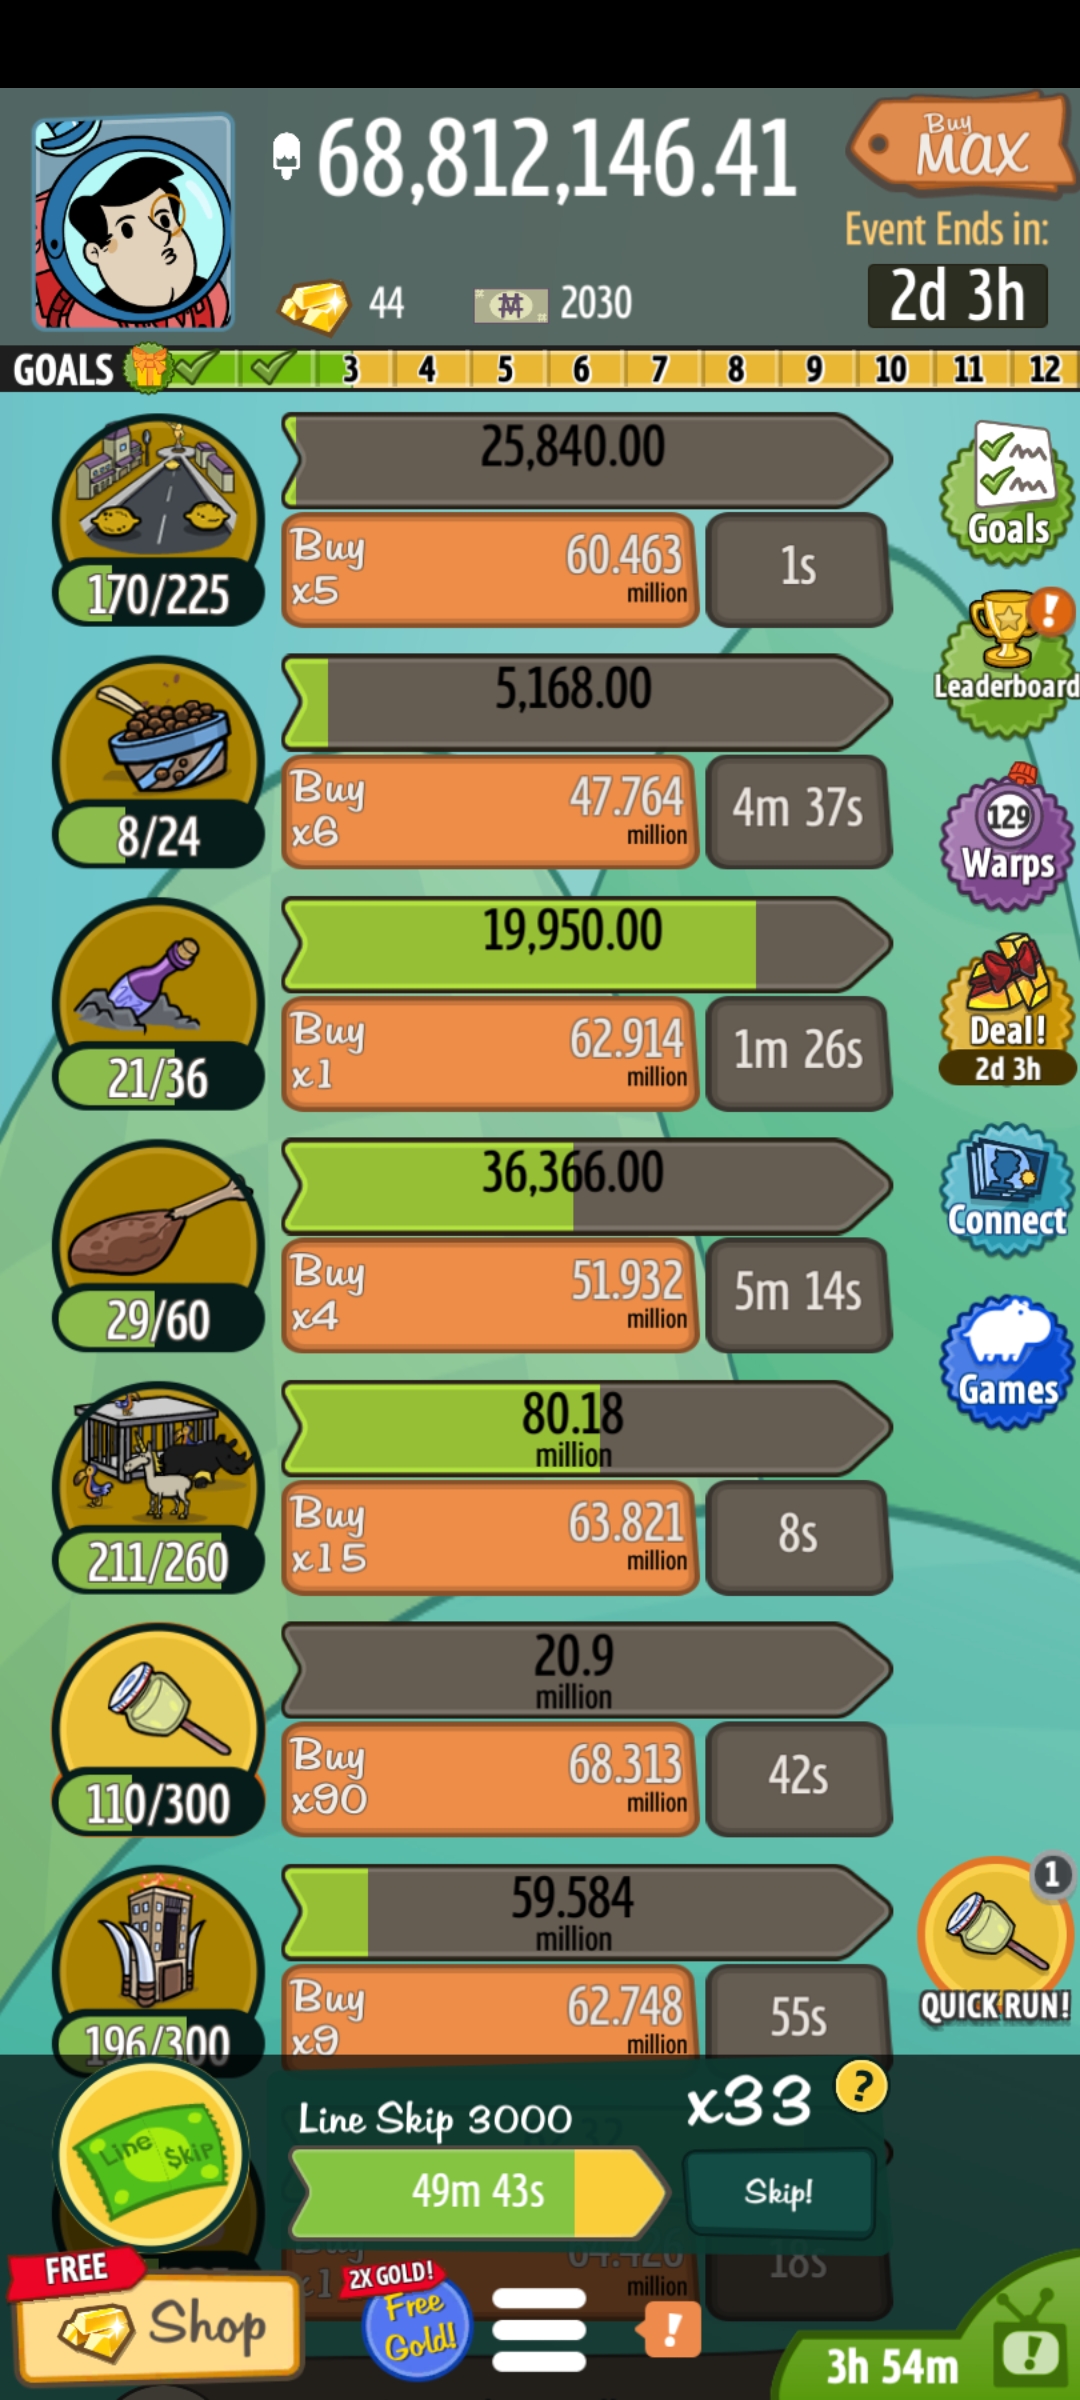 68,812,146.41
Buy
MAX
Event Ends in:
44
2030
2d 3h
GOALS 3 4 5 6 7 8 9 10 11 12
25,840.00
Buy
x5
60.463
million
1s
170/225
Goals
5,168.00
Leaderboard
Buy
x6
47.764
million
4m 37s
8/24
129
Warps
19,950.00
Buy
x1
62.914
million
1m 26s
21/36
Deal!
2d 3h
36,366.00
Connect
Buy
x4
51.932
million
5m 14s
29/60
Games
80.18
million
Buy
x15
63.821
million
8s
211/260
20.9
million
Buy
x90
68.313
million
42s
110/300
59.584
million
1
QUICK RUN!
Buy
x9
62.748
million
55s
196/300
Line Skip
Line Skip 3000
x33
?
49m 43s
Skip!
FREE
Shop
2X GOLD!
Free
Gold!
x1
64.426
million
18s
!
3h 54m